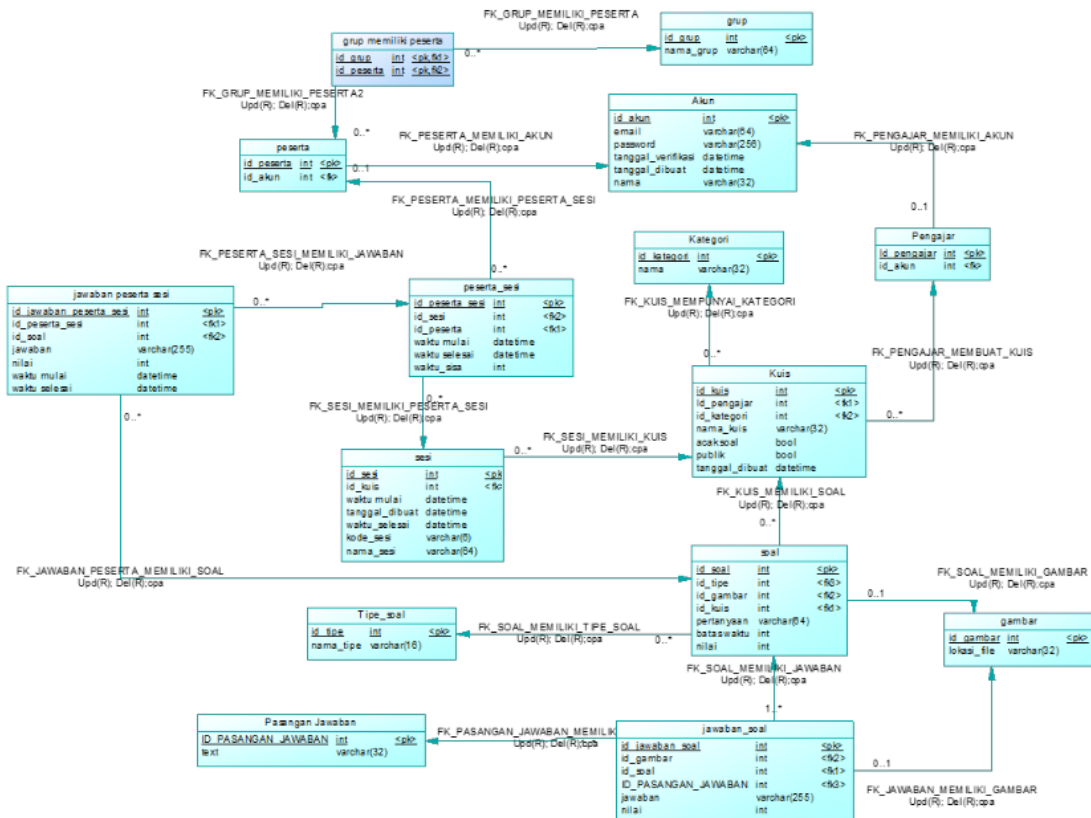 FK_GRUP_MEMILIKI_PESERTA
Upd(R); Del(R);cpa
grup
id_grup int <pk>
nama_grup varchar(64)
grup memiliki peserta
id_grup int <pk,fk1>
id_peserta int <pk,fk2>
0..*
FK_GRUP_MEMILIKI_PESERTA2
Upd(R); Del(R);cpa
0..*
peserta
id_peserta int <pk>
id_akun int <fk>
0..1
FK_PESERTA_MEMILIKI_AKUN
Upd(R); Del(R);cpa
Akun
id_akun int <pk>
email varchar(64)
password varchar(256)
tanggal_verifikasi datetime
tanggal_dibuat datetime
nama varchar(32)
FK_PENGAJAR_MEMILIKI_AKUN
Upd(R); Del(R);cpa
0..1
FK_PESERTA_MEMILIKI_PESERTA_SESI
Upd(R); Del(R);cpa
0..*
Kategori
id_kategori int <pk>
nama varchar(32)
Pengajar
Id_pengajar int <pk>
id_akun int <fk>
FK_PESERTA_SESI_MEMILIKI_JAWABAN
Upd(R); Del(R);cpa
0..*
jawaban peserta sesi
id_jawaban_peserta_sesi int <pk>
id_peserta_sesi int <fk1>
id_soal int <fk2>
jawaban varchar(255)
nilai int
waktu mulai datetime
waktu selesai datetime
0..*
peserta_sesi
id_peserta_sesi int <pk>
id_sesi int <fk2>
id_peserta int <fk1>
waktu mulai datetime
waktu selesai datetime
waktu_sisa int
FK_KUIS_MEMPUNYAI_KATEGORI
Upd(R); Del(R);cpa
0..*
FK_PENGAJAR_MEMBUAT_KUIS
Upd(R); Del(R);cpa
0..*
Kuis
id_kuis int <pk>
Id_pengajar int <fk1>
id_kategori int <fk2>
nama_kuis varchar(32)
acaksoal bool
publik bool
tanggal_dibuat datetime
FK_SESI_MEMILIKI_PESERTA_SESI
0..*
Upd(R); Del(R);cpa
FK_SESI_MEMILIKI_KUIS
0..*
Upd(R); Del(R);cpa
sesi
id_sesi int <pk
id_kuis int <fk>
waktu mulai datetime
tanggal_dibuat datetime
waktu_selesai datetime
kode_sesi varchar(6)
nama_sesi varchar(64)
FK_KUIS_MEMILIKI_SOAL
Upd(R); Del(R);cpa
0..*
FK_JAWABAN_PESERTA_MEMILIKI_SOAL
Upd(R); Del(R);cpa
soal
id_soal int <pk>
id_tipe int <fk3>
id_gambar int <fk2>
id_kuis int <fk1>
pertanyaan varchar(64)
bataswaktu int
nilai int
FK_SOAL_MEMILIKI_GAMBAR
Upd(R); Del(R);cpa
0..1
Tipe_soal
id_tipe int <pk>
nama_tipe varchar(16)
FK_SOAL_MEMILIKI_TIPE_SOAL
Upd(R); Del(R);cpa
0..*
gambar
id_gambar int <pk>
lokasi_file varchar(32)
FK_SOAL_MEMILIKI_JAWABAN
Upd(R); Del(R);cpa
1..*
Pasangan Jawaban
ID_PASANGAN_JAWABAN int <pk>
text varchar(32)
FK_PASANGAN_JAWABAN_MEMILIK
Upd(R); Del(R);cpa
jawaban_soal
id_jawaban_soal int <pk>
id_gambar int <fk2>
id_soal int <fk1>
ID_PASANGAN_JAWABAN int <fk3>
jawaban varchar(255)
nilai int
0..1
FK_JAWABAN_MEMILIKI_GAMBAR
Upd(R); Del(R);cpa